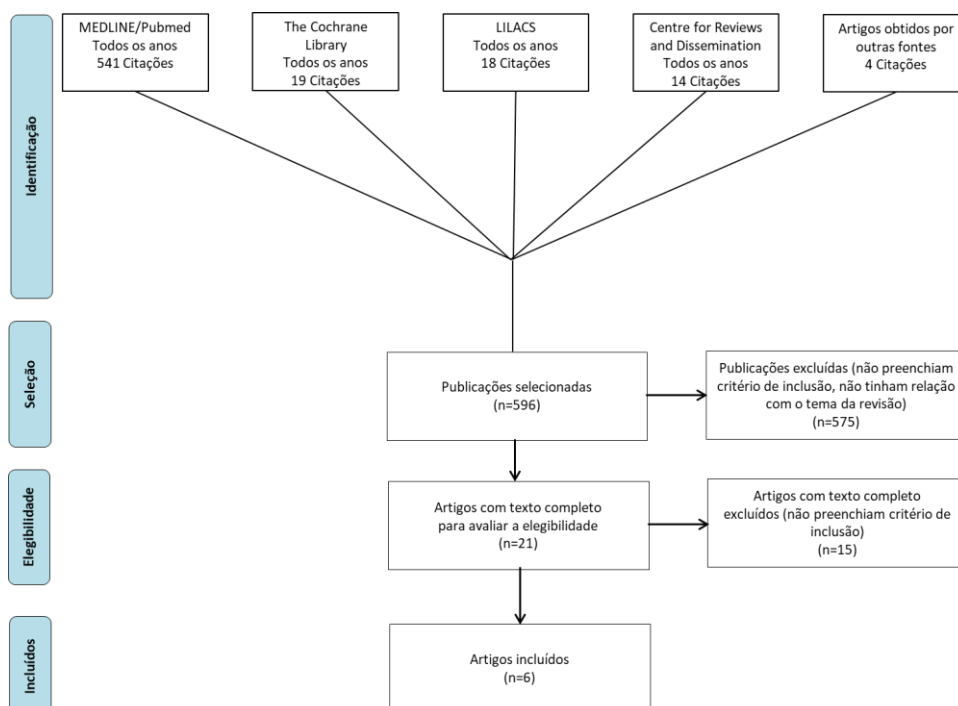 MEDLINE/Pubmed
Todos os anos
541 Citações
The Cochrane
Library
Todos os anos
19 Citações
LILACS
Todos os anos
18 Citações
Centre for Reviews
and Dissemination
Todos os anos
14 Citações
Artigos obtidos por
outras fontes
4 Citações
Identificação
Seleção
Publicações selecionadas
(n=596)
Publicações excluídas (não preenchiam
critério de inclusão, não tinham relação
com o tema da revisão)
(n=575)
Elegibilidade
Artigos com texto completo
para avaliar a elegibilidade
(n=21)
Artigos com texto completo
excluídos (não preenchiam critério de
inclusão)
(n=15)
Incluídos
Artigos incluídos
(n=6)